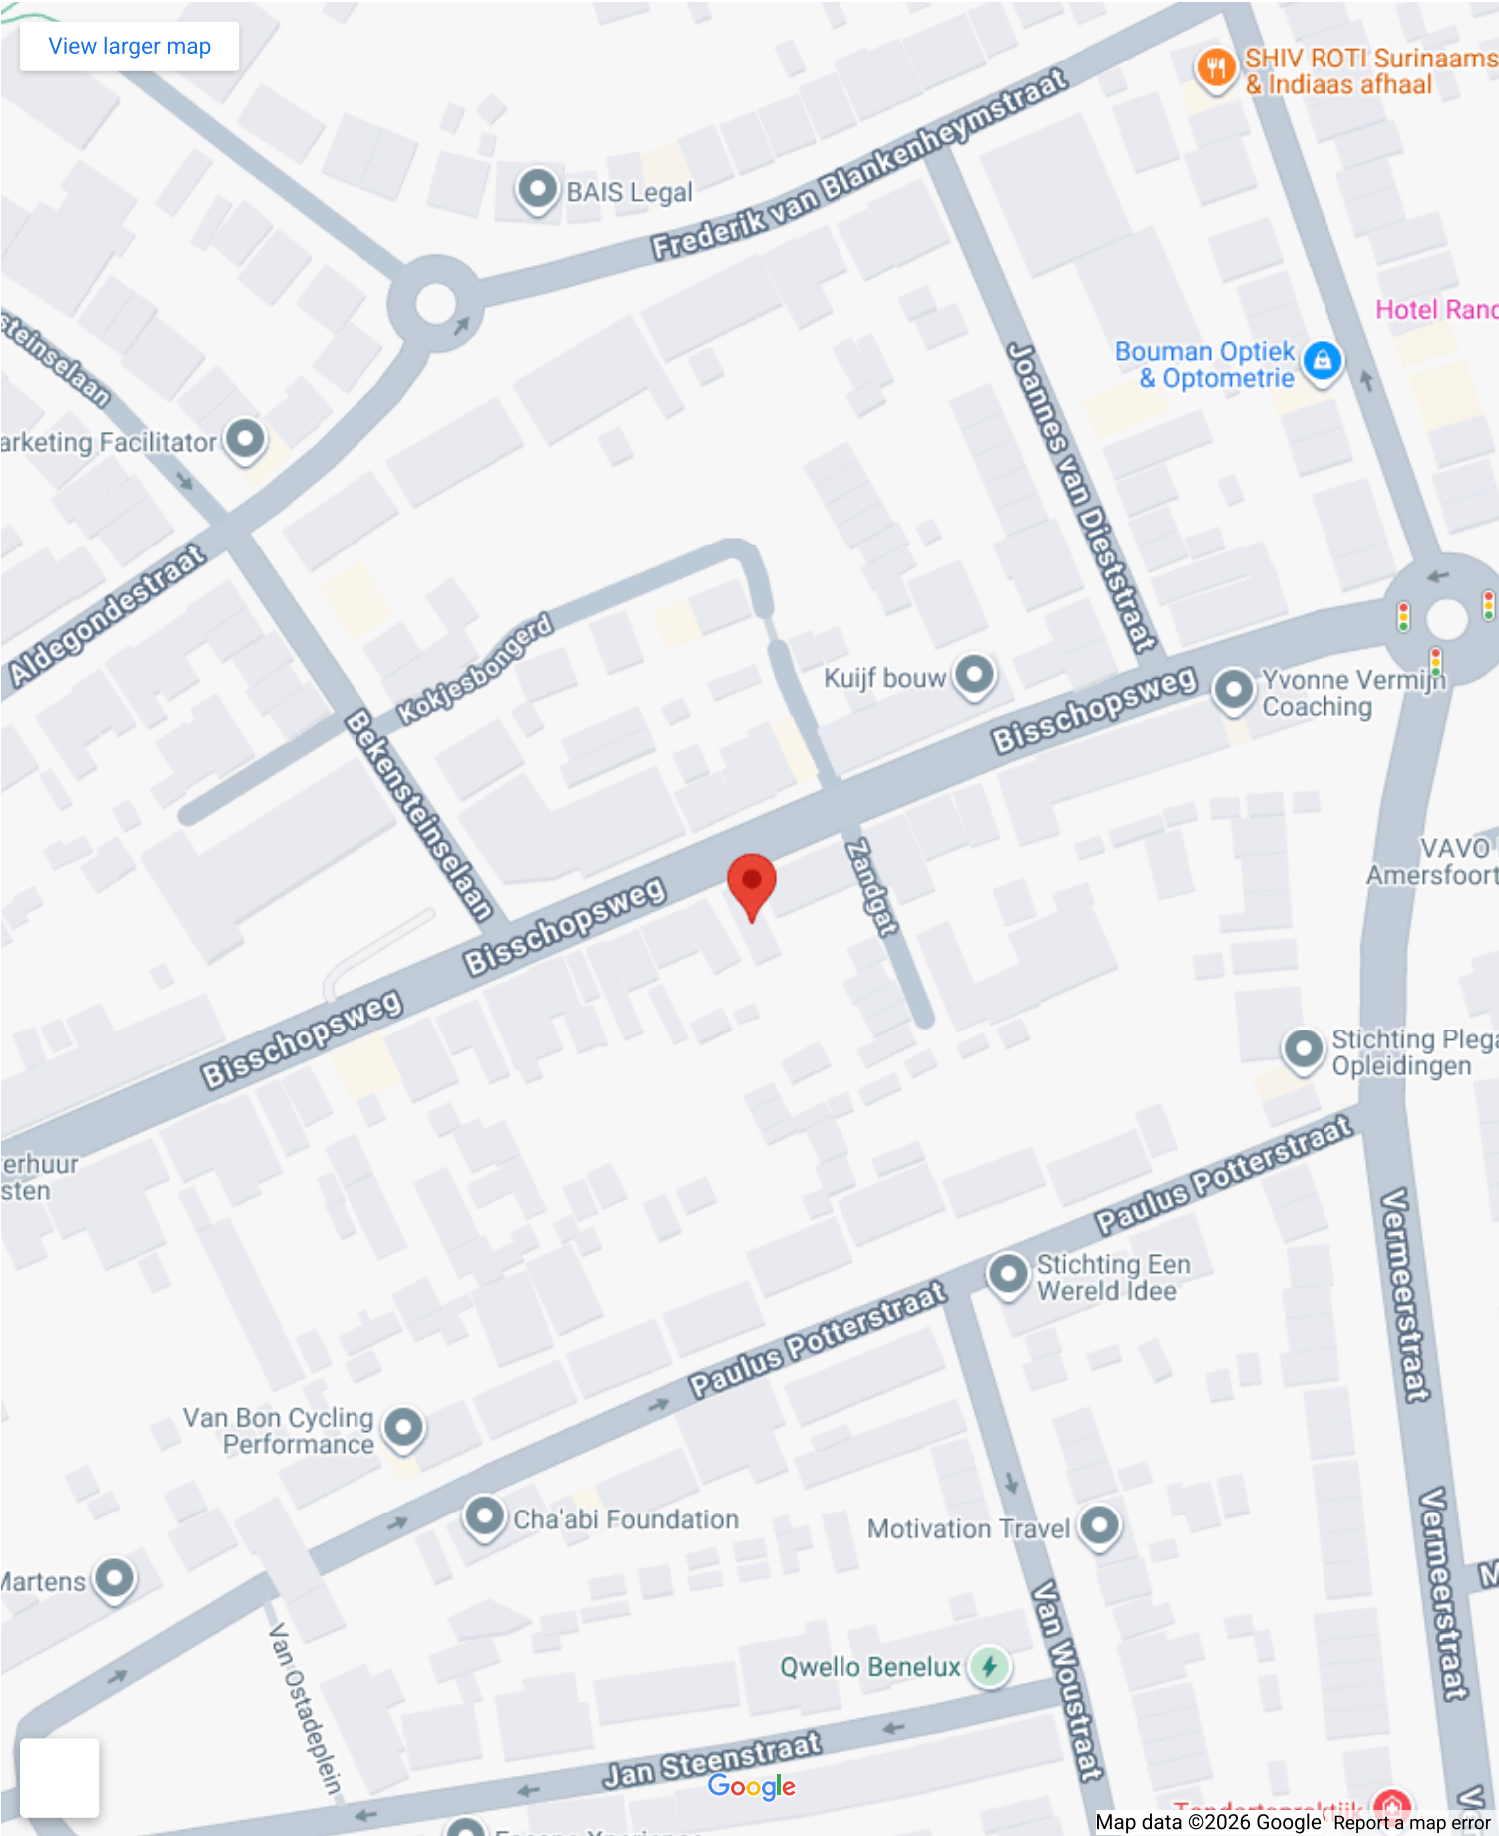 View larger map
SHIV ROTI Surinaams
& Indiaas afhaal
Frederik van Blankenheymstraat
BAIS Legal
Hotel Rand
Bouman Optiek
& Optometrie
steinselaan
Joannes van Dieststraat
arketing Facilitator
Aldegondestraat
Kokjesbongerd
Kuijf bouw
Yvonne Vermijn
Coaching
Bisschopsweg
Bekensteinselaan
VAVO
Amersfoort
Zandgat
Bisschopsweg
Bisschopsweg
Stichting Plega
Opleidingen
erhuur
sten
Paulus Potterstraat
Vermeerstraat
Stichting Een
Wereld Idee
Paulus Potterstraat
Van Bon Cycling
Performance
Cha'abi Foundation
Motivation Travel
Vermeerstraat
Martens
Van Woustraat
Van Ostadeplein
Qwello Benelux
Jan Steenstraat
Google
Map data ©2026 Google
Report a map error